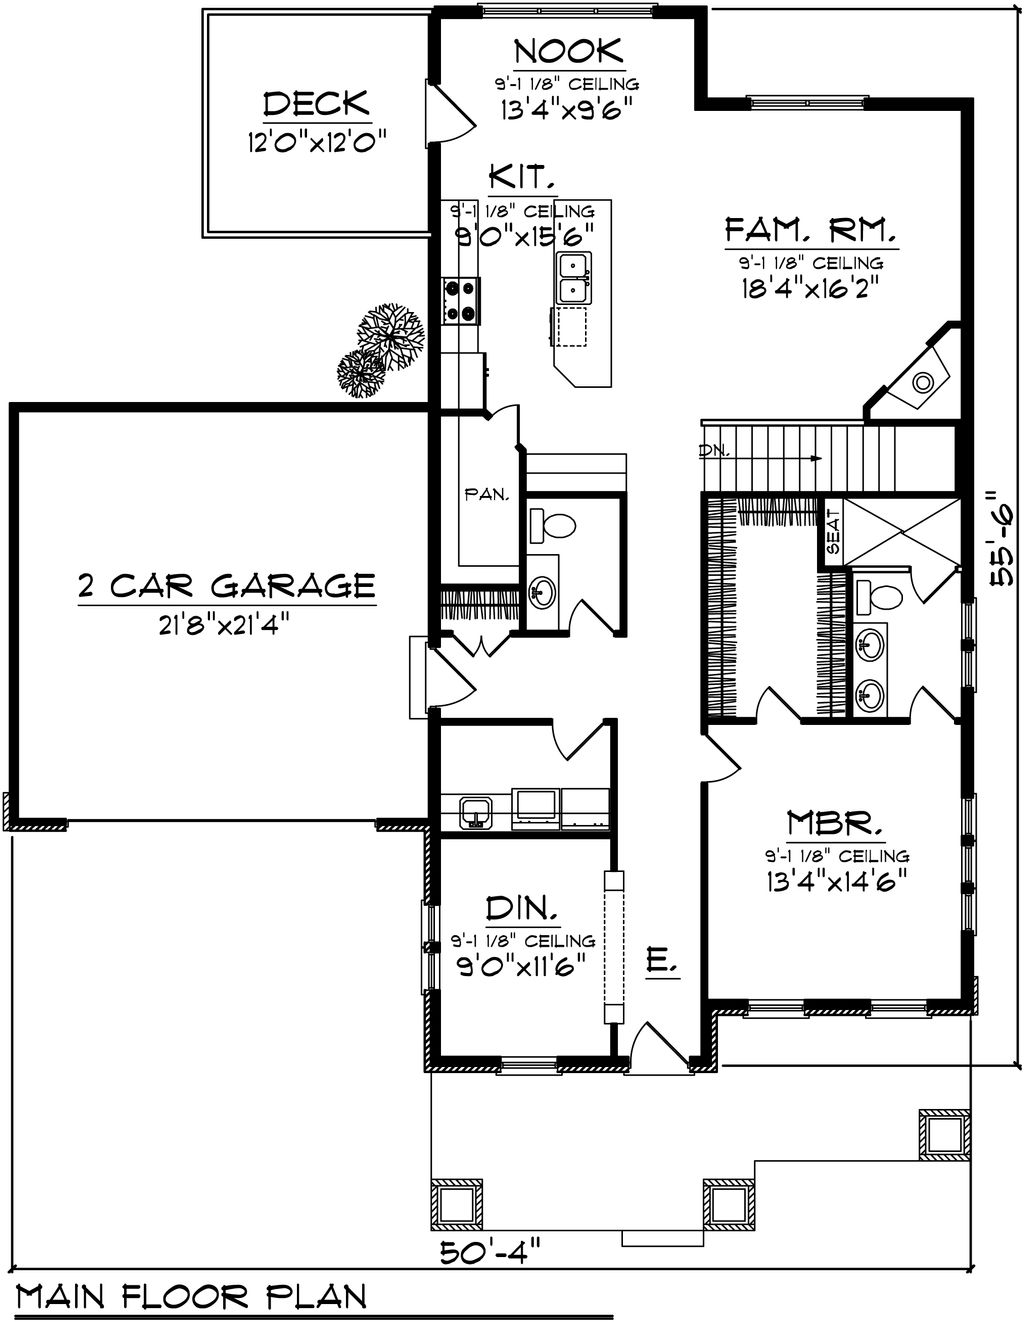 NOOK
9'-1 1/8" CEILING
13'4"x9'6"
DECK
12'0"x12'0"
KIT.
9'-1 1/8" CEILING
9'0"x15'6"
FAM. RM.
9'-1 1/8" CEILING
18'4"x16'2"
DN.
PAN.
SEAT
55'-6"
2 CAR GARAGE
21'8"x21'4"
MBR.
9'-1 1/8" CEILING
13'4"x14'6"
DIN.
9'-1 1/8" CEILING
9'0"x11'6"
E.
50'-4"
MAIN FLOOR PLAN